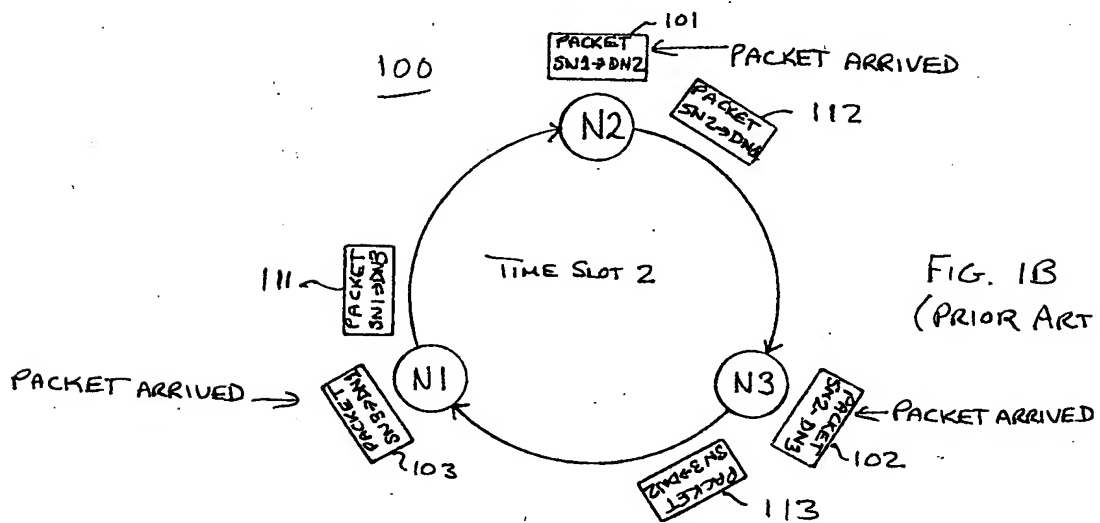 101
PACKET
SN1→DN2
PACKET ARRIVED
100
N2
PACKET
SN2→DN1
112
111
PACKET
SN1→DN3
TIME SLOT 2
FIG. 1B
(PRIOR ART
PACKET ARRIVED
N1
PACKET
SN3→DN1
103
N3
PACKET
SN2-DN3
PACKET ARRIVED
102
PACKET
SN3→DN2
113